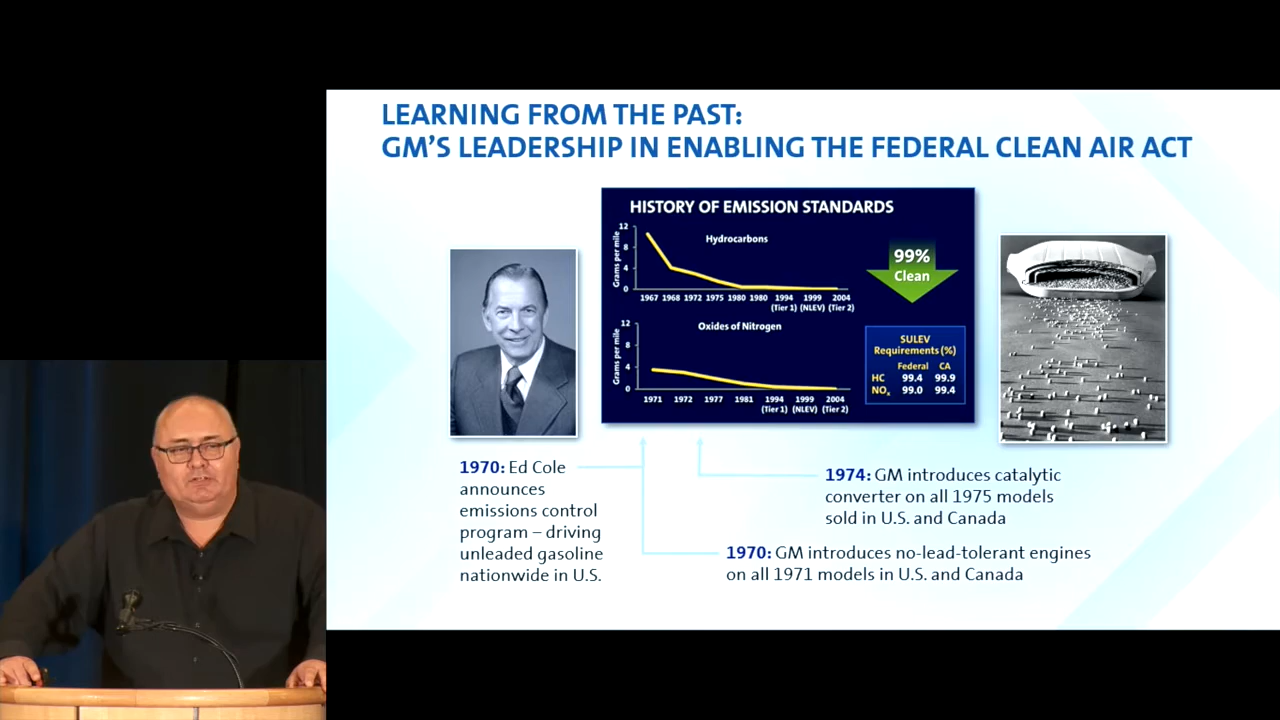 LEARNING FROM THE PAST:
GM'S LEADERSHIP IN ENABLING THE FEDERAL CLEAN AIR ACT
HISTORY OF EMISSION STANDARDS
Hydrocarbons
Grams per mile
12
8
4
0
1967 1968 1972 1975 1980 1980 1994 1999 2004
(Tier 1) (NLEV) (Tier 2)
Oxides of Nitrogen
Grams per mile
12
8
4
0
1971 1972 1977 1981 1994 1999 2004
(Tier 1) (NLEV) (Tier 2)
99%
Clean
SULEV
Requirements (%)
Federal CA
HC 99.4 99.9
NOx 99.0 99.4
1970: Ed Cole
announces
emissions control
program – driving
unleaded gasoline
nationwide in U.S.
1974: GM introduces catalytic
converter on all 1975 models
sold in U.S. and Canada
1970: GM introduces no-lead-tolerant engines
on all 1971 models in U.S. and Canada